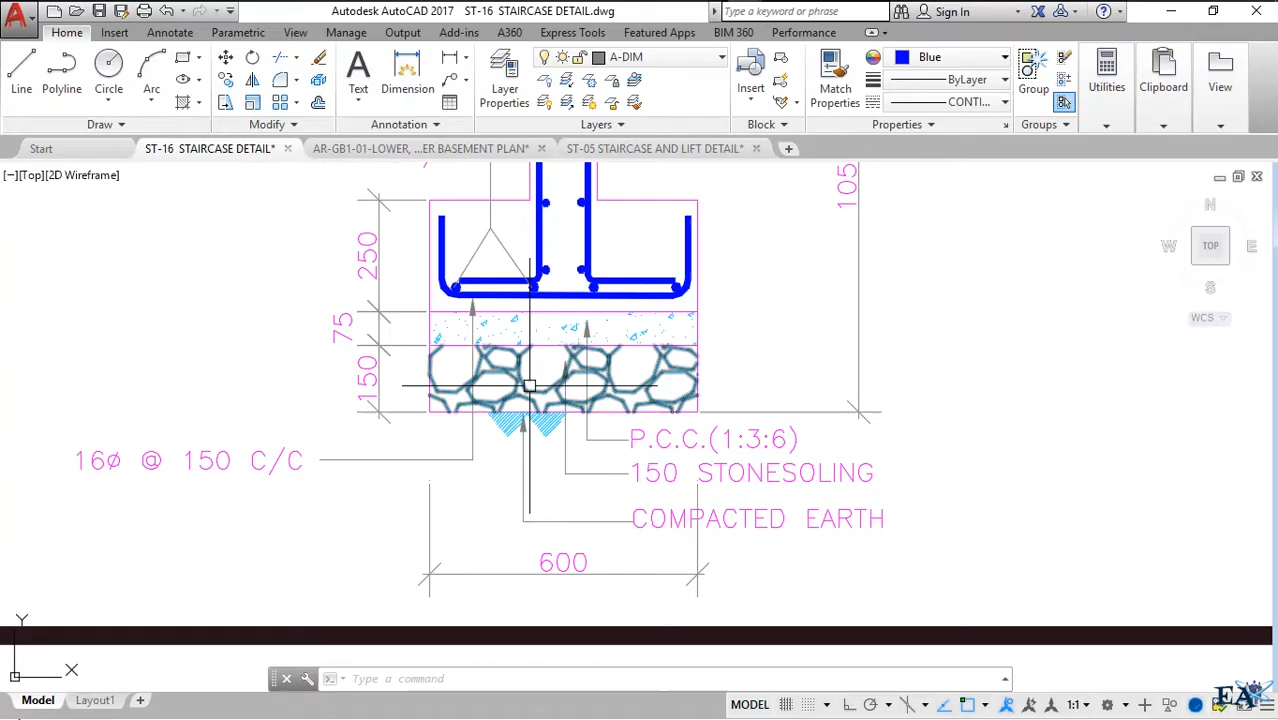 Autodesk AutoCAD 2017 ST-16 STAIRCASE DETAIL.dwg
Type a keyword or phrase
Sign In
Home Insert Annotate Parametric View Manage Output Add-ins A360 Express Tools Featured Apps BIM 360 Performance
Line Polyline Circle Arc
Text Dimension
Layer Properties
A-DIM
Insert
Match Properties
Blue
ByLayer
CONTI...
Group
Utilities
Clipboard
View
Draw Modify Annotation Layers Block Properties Groups
Start ST-16 STAIRCASE DETAIL* AR-GB1-01-LOWER, ...ER BASEMENT PLAN* ST-05 STAIRCASE AND LIFT DETAIL*
[−][Top][2D Wireframe]
N
W TOP E
S
WCS
105
250
75
150
P.C.C.(1:3:6)
16ø @ 150 C/C
150 STONESOLING
COMPACTED EARTH
600
Y
X
Type a command
Model Layout1
MODEL
1:1
EA